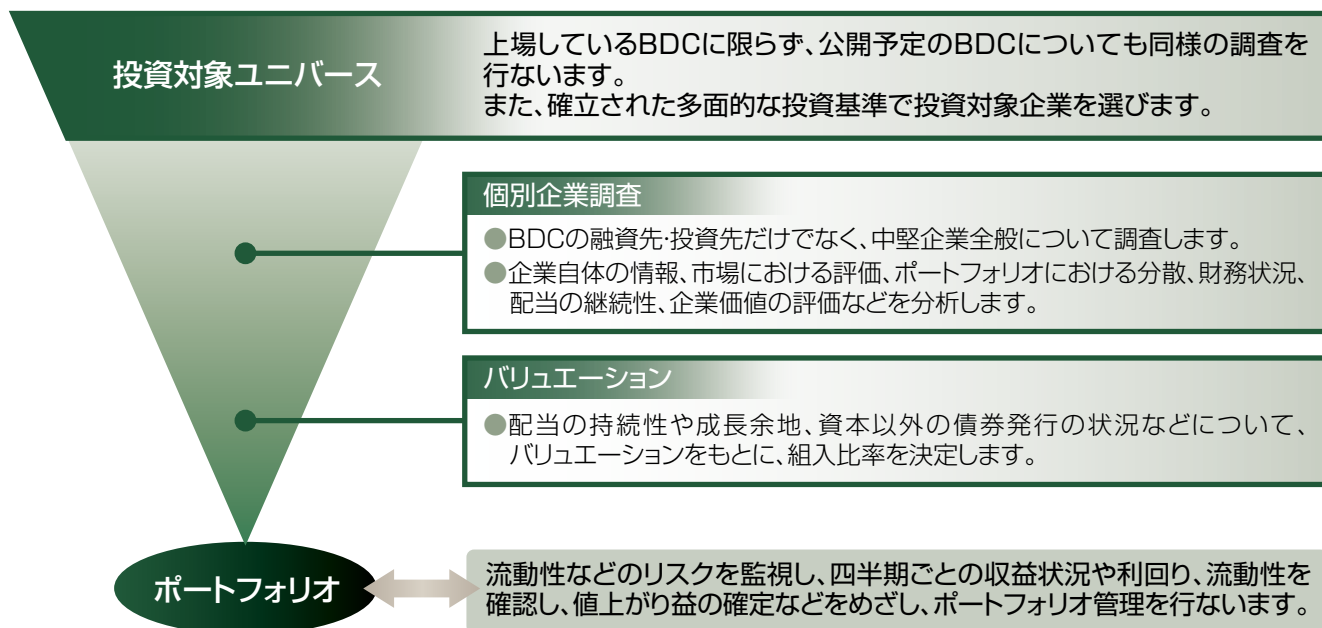 投資対象ユニバース
上場しているBDCに限らず、公開予定のBDCについても同様の調査を
行ないます。
また、確立された多面的な投資基準で投資対象企業を選びます。
個別企業調査
●BDCの融資先・投資先だけでなく、中堅企業全般について調査します。
●企業自体の情報、市場における評価、ポートフォリオにおける分散、財務状況、
配当の継続性、企業価値の評価などを分析します。
バリュエーション
●配当の持続性や成長余地、資本以外の債券発行の状況などについて、
バリュエーションをもとに、組入比率を決定します。
ポートフォリオ
流動性などのリスクを監視し、四半期ごとの収益状況や利回り、流動性を
確認し、値上がり益の確定などをめざし、ポートフォリオ管理を行ないます。